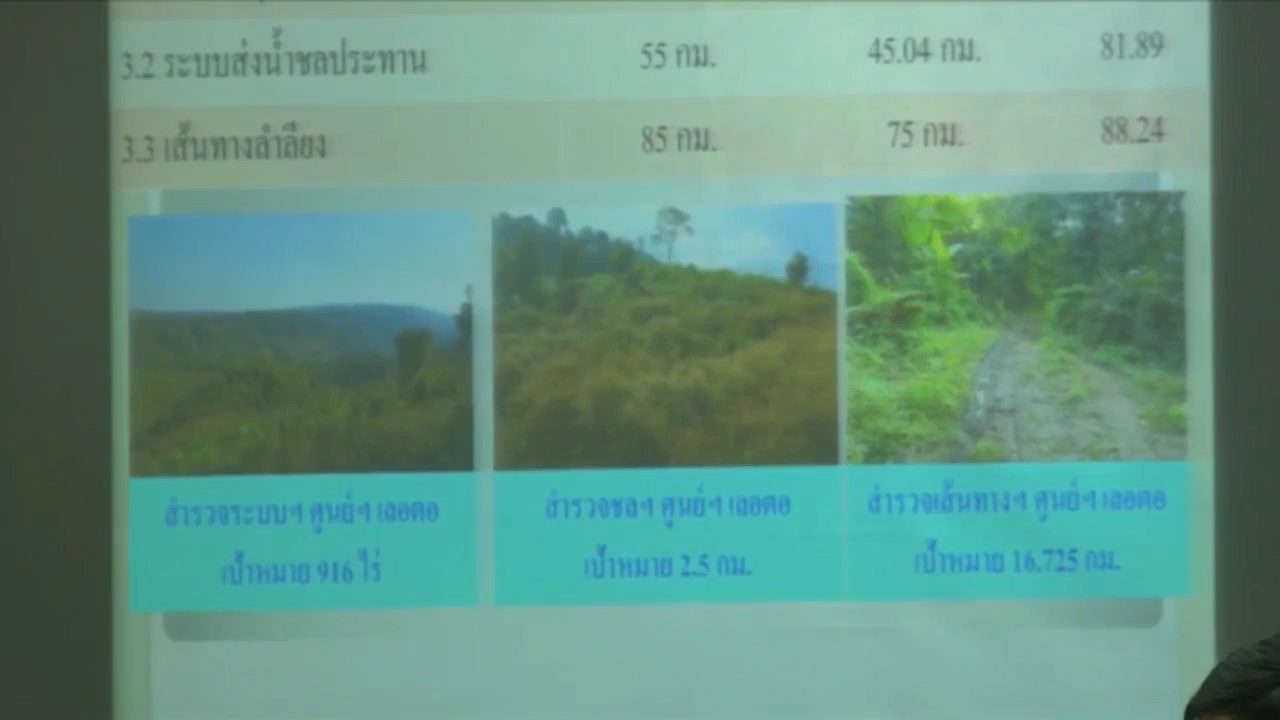 3.2 ระบบส่งน้ำชลประทาน 55 กม. 45.04 กม. 81.89
3.3 เส้นทางลำลียง 85 กม. 75 กม. 88.24
สำรวจระบบฯ ศูนย์ฯ เลอตอ
เป้าหมาย 916 ไร่
สำรวจชลฯ ศูนย์ฯ เลอตอ
เป้าหมาย 2.5 กม.
สำรวจเส้นทางฯ ศูนย์ฯ เลอตอ
เป้าหมาย 16.725 กม.